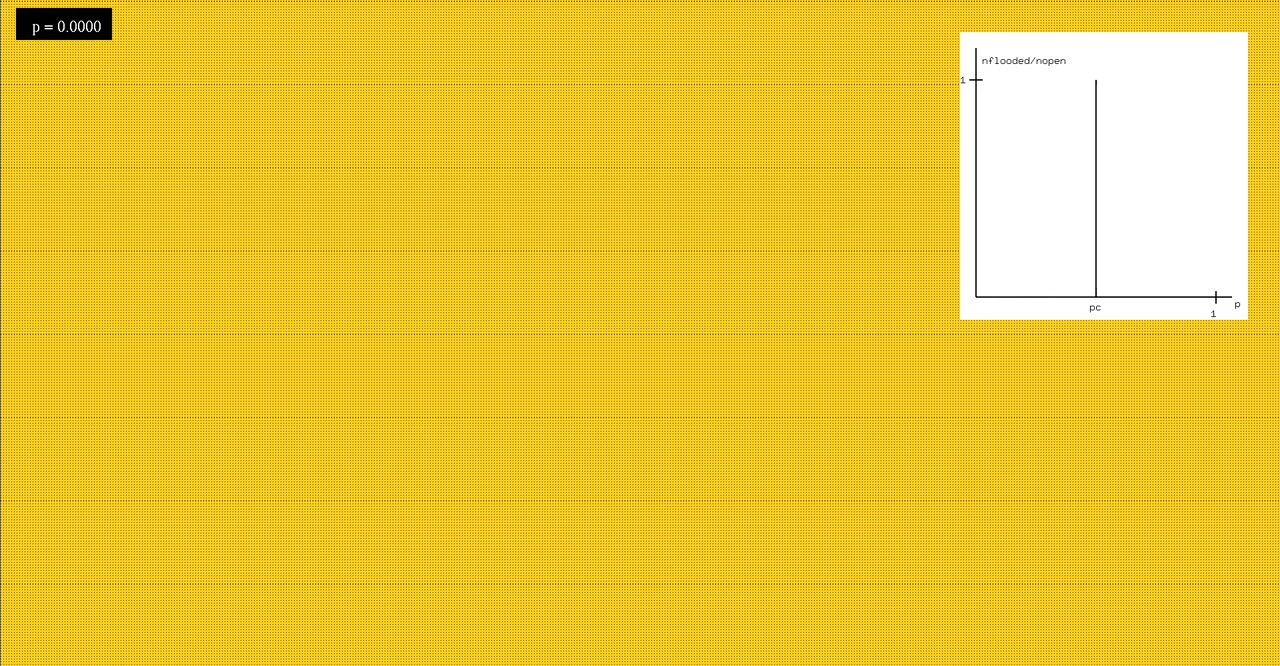 p = 0.0000
nflooded/nopen
1
pc
p
1